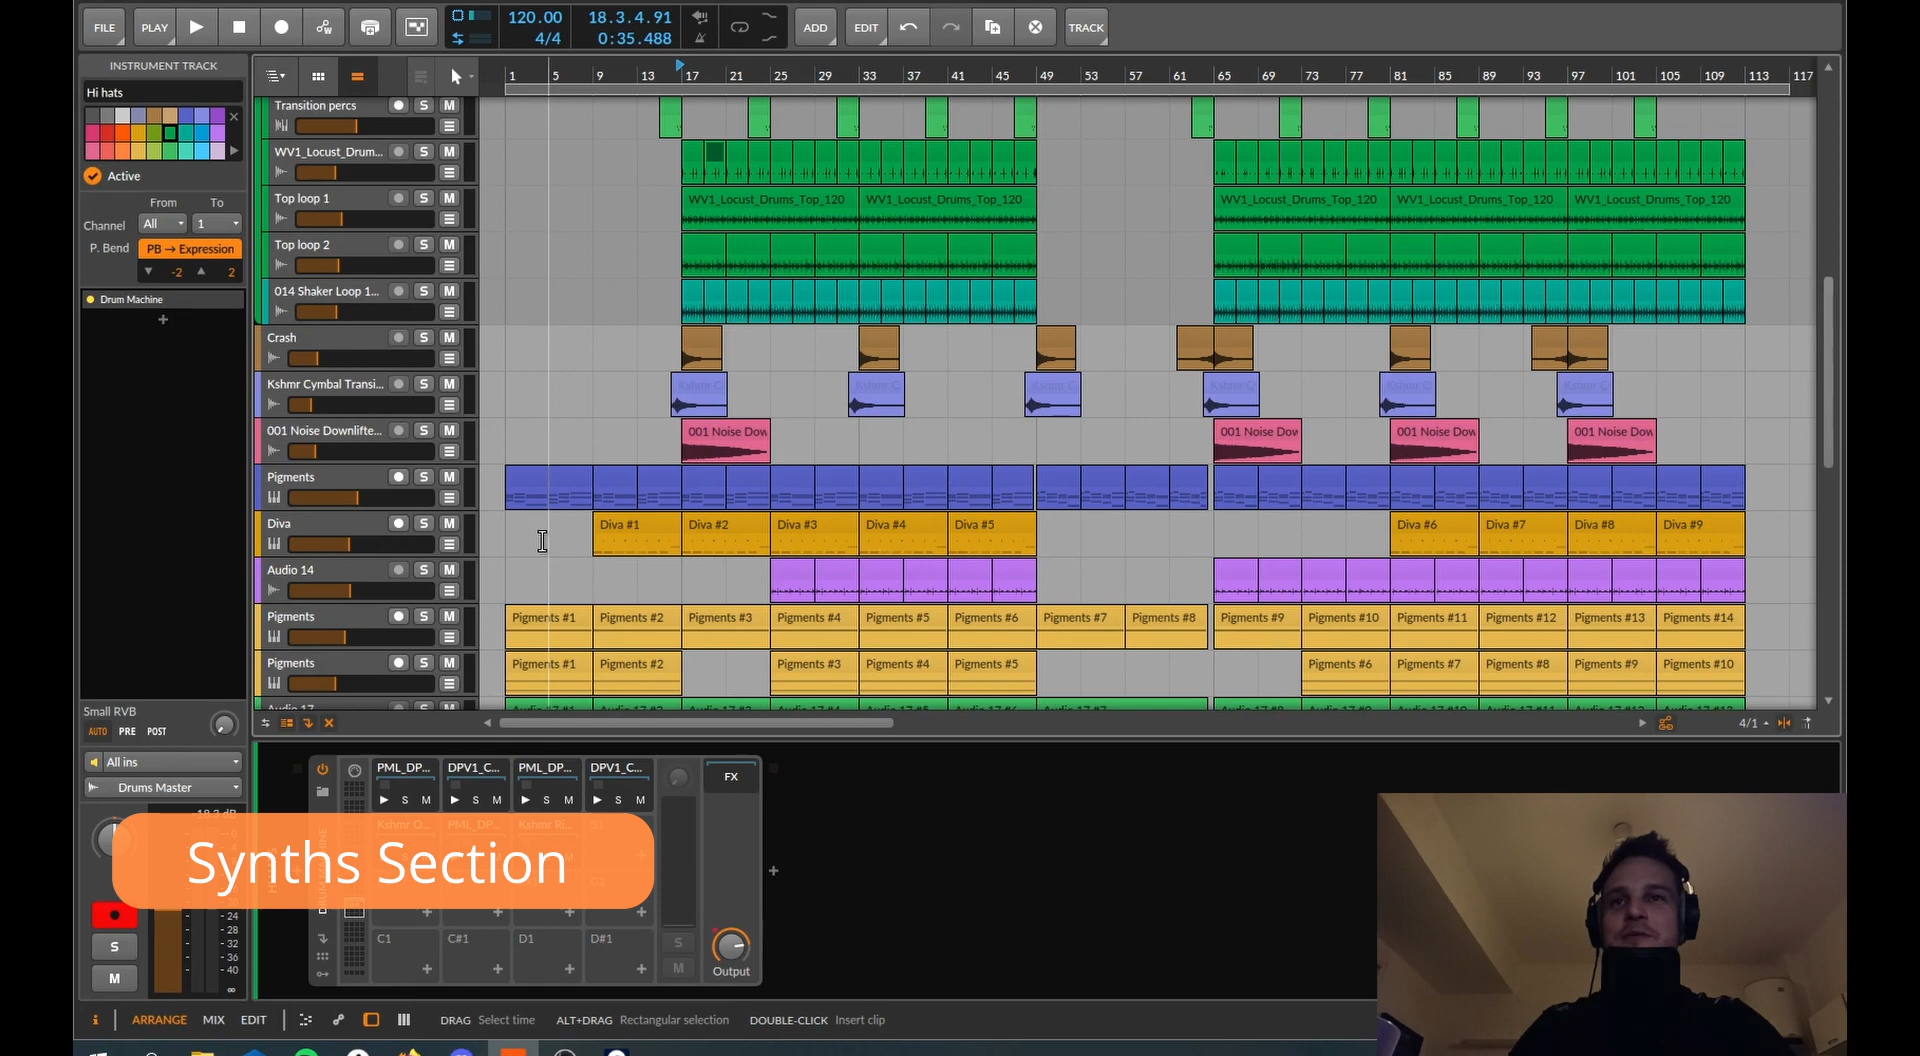 FILE PLAY 120.00 4/4 18.3.4.91 0:35.488 ADD EDIT TRACK
INSTRUMENT TRACK
Hi hats
Active
From To
Channel All 1
P. Bend PB → Expression
-2 2
Drum Machine
+
1 5 9 13 17 21 25 29 33 37 41 45 49 53 57 61 65 69 73 77 81 85 89 93 97 101 105 109 113 117
Transition percs S M
WV1_Locust_Drum... S M
Top loop 1 S M WV1_Locust_Drums_Top_120 WV1_Locust_Drums_Top_120 WV1_Locust_Drums_Top_120 WV1_Locust_Drums_Top_120 WV1_Locust_Drums_Top_120
Top loop 2 S M
014 Shaker Loop 1... S M
Crash S M
Kshmr Cymbal Transi... S M
001 Noise Downlifte... S M 001 Noise Dow 001 Noise Dow 001 Noise Dow 001 Noise Dow
Pigments S M
Diva S M Diva #1 Diva #2 Diva #3 Diva #4 Diva #5 Diva #6 Diva #7 Diva #8 Diva #9
Audio 14 S M
Pigments S M Pigments #1 Pigments #2 Pigments #3 Pigments #4 Pigments #5 Pigments #6 Pigments #7 Pigments #8 Pigments #9 Pigments #10 Pigments #11 Pigments #12 Pigments #13 Pigments #14
Pigments S M Pigments #1 Pigments #2 Pigments #3 Pigments #4 Pigments #5 Pigments #6 Pigments #7 Pigments #8 Pigments #9 Pigments #10
4/1
Small RVB
AUTO PRE POST
All ins
Drums Master
PML_DP... DPV1_C... PML_DP... DPV1_C... FX
S M S M S M S M
Synths Section
24
28
32
36
40
∞
S
M
C1 C#1 D1 D#1
S
M
Output
i ARRANGE MIX EDIT DRAG Select time ALT+DRAG Rectangular selection DOUBLE-CLICK Insert clip